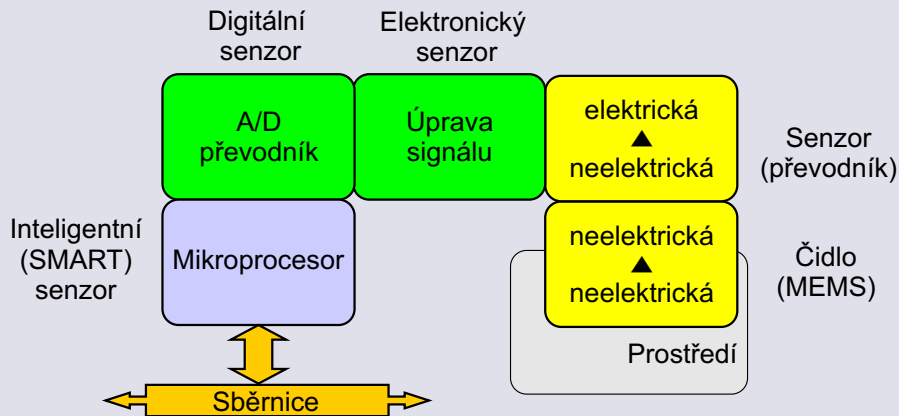 Digitální
senzor
Elektronický
senzor
A/D
převodník
Úprava
signálu
elektrická
▲
neelektrická
Senzor
(převodník)
Inteligentní
(SMART)
senzor
Mikroprocesor
neelektrická
▲
neelektrická
Čidlo
(MEMS)
Prostředí
Sběrnice